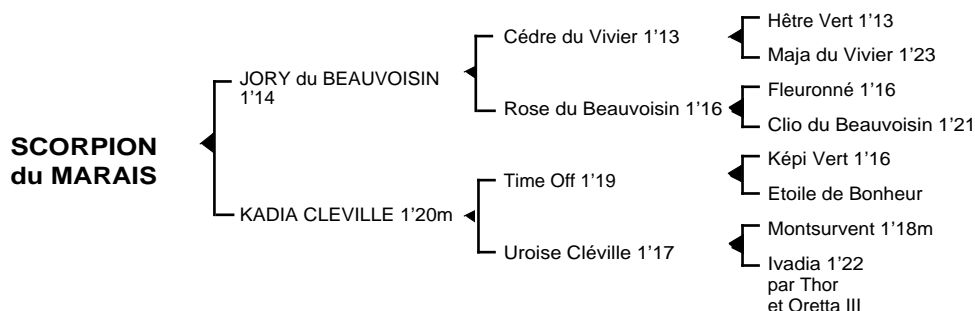 SCORPION
du MARAIS
JORY du BEAUVOISIN
1'14
KADIA CLEVILLE 1'20m
Cédre du Vivier 1'13
Rose du Beauvoisin 1'16
Time Off 1'19
Uroise Cléville 1'17
Hêtre Vert 1'13
Maja du Vivier 1'23
Fleuronné 1'16
Clio du Beauvoisin 1'21
Képi Vert 1'16
Etoile de Bonheur
Montsurvent 1'18m
Ivadia 1'22
par Thor
et Oretta III